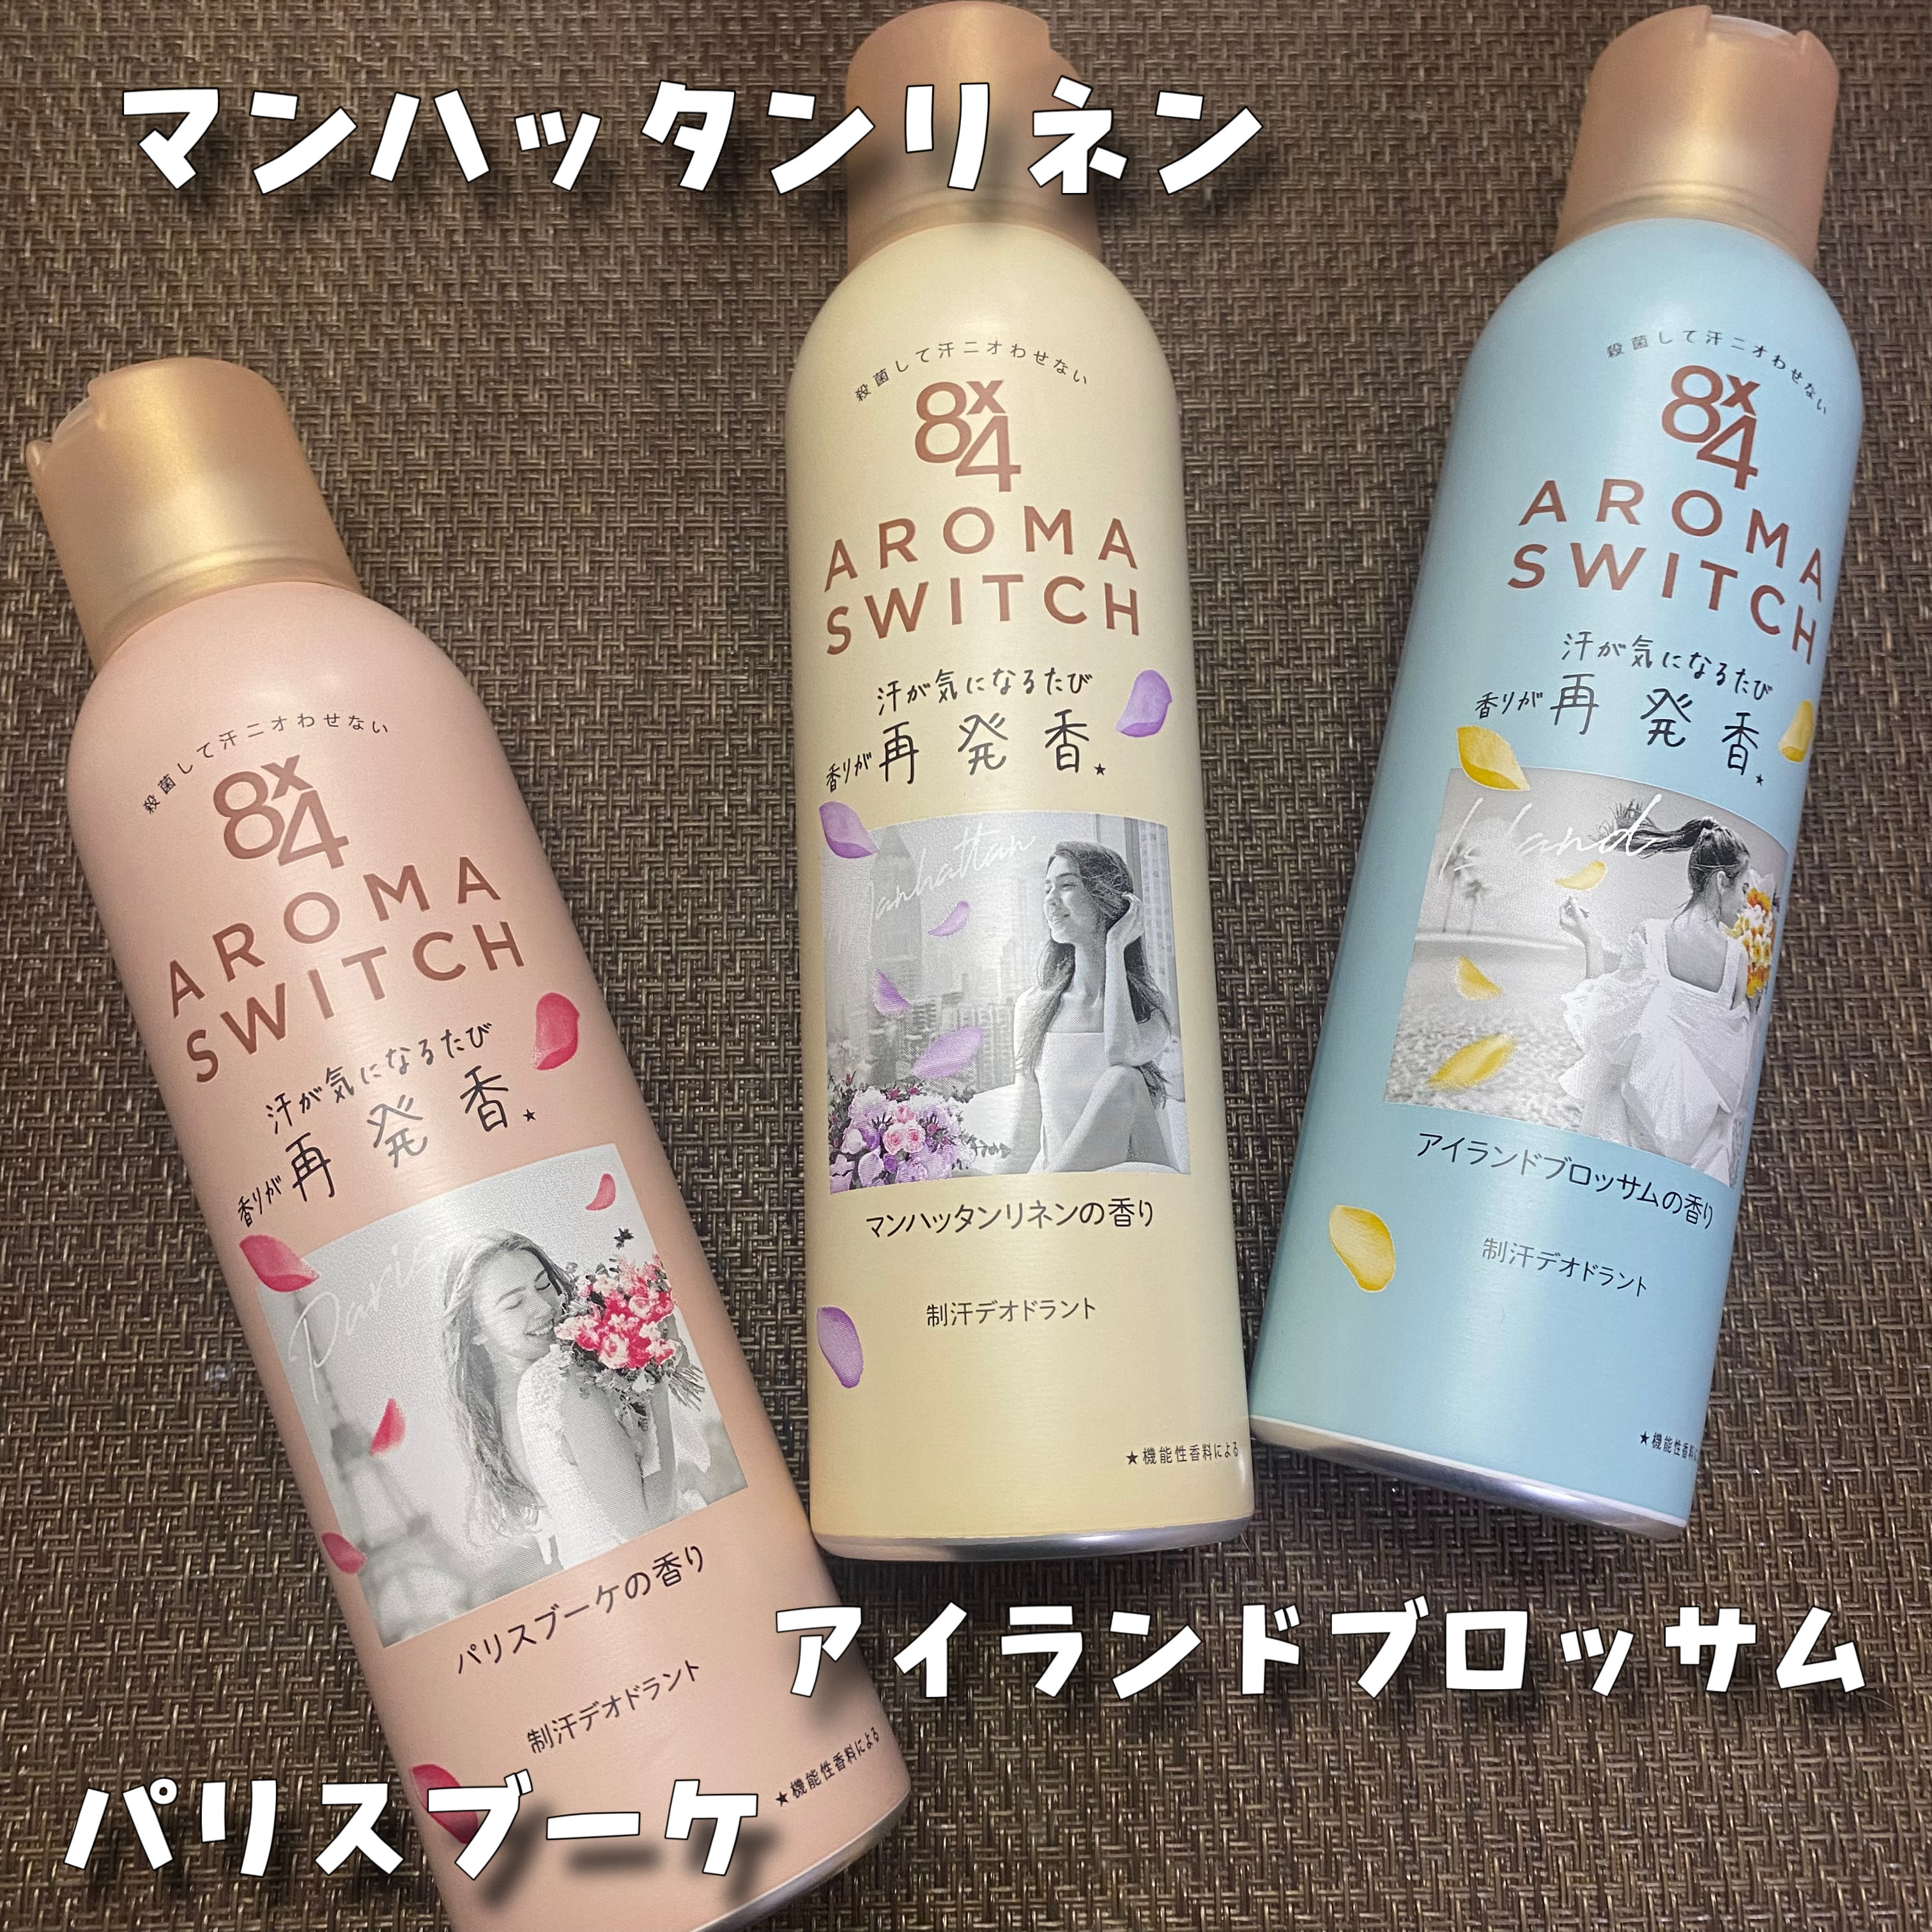 マンハッタンリネン
殺菌して汗ニオわせない
8x4
AROMA
SWITCH
汗が気になるたび
香りが再発香★
Paris
パリスブーケの香り
制汗デオドラント
★機能性香料による
殺菌して汗ニオわせない
8x4
AROMA
SWITCH
汗が気になるたび
香りが再発香★
Manhattan
マンハッタンリネンの香り
制汗デオドラント
★機能性香料による
殺菌して汗ニオわせない
8x4
AROMA
SWITCH
汗が気になるたび
香りが再発香★
Island
アイランドブロッサムの香り
制汗デオドラント
★機能性香料に
アイランドブロッサム
パリスブーケ